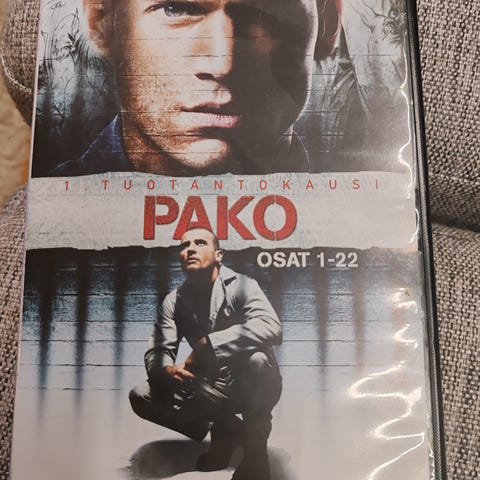 1. TUOTANTOKAUSI
PAKO
OSAT 1-22